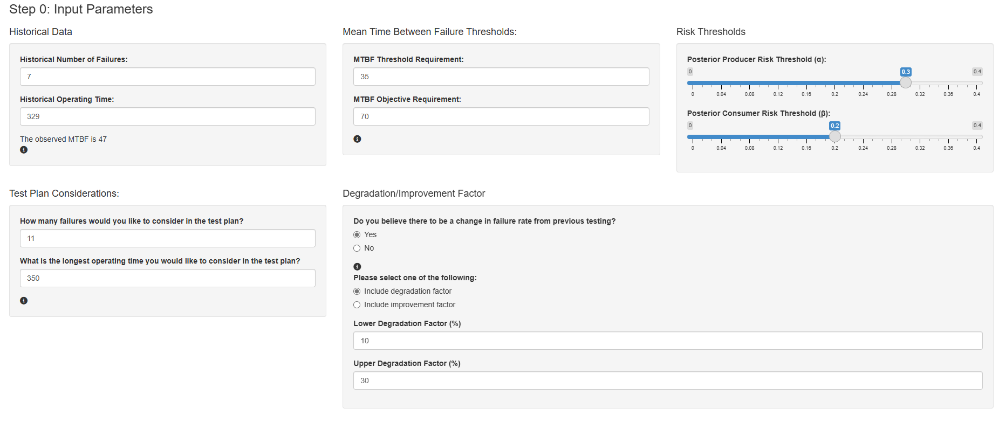 Step 0: Input Parameters
Historical Data
Historical Number of Failures:
7
Historical Operating Time:
329
The observed MTBF is 47
Mean Time Between Failure Thresholds:
MTBF Threshold Requirement:
35
MTBF Objective Requirement:
70
Risk Thresholds
Posterior Producer Risk Threshold (α):
0 0.3 0.4
0 0.04 0.08 0.12 0.16 0.2 0.24 0.28 0.32 0.36 0.4
Posterior Consumer Risk Threshold (β):
0 0.2 0.4
0 0.04 0.08 0.12 0.16 0.2 0.24 0.28 0.32 0.36 0.4
Test Plan Considerations:
How many failures would you like to consider in the test plan?
11
What is the longest operating time you would like to consider in the test plan?
350
Degradation/Improvement Factor
Do you believe there to be a change in failure rate from previous testing?
Yes
No
Please select one of the following:
Include degradation factor
Include improvement factor
Lower Degradation Factor (%)
10
Upper Degradation Factor (%)
30